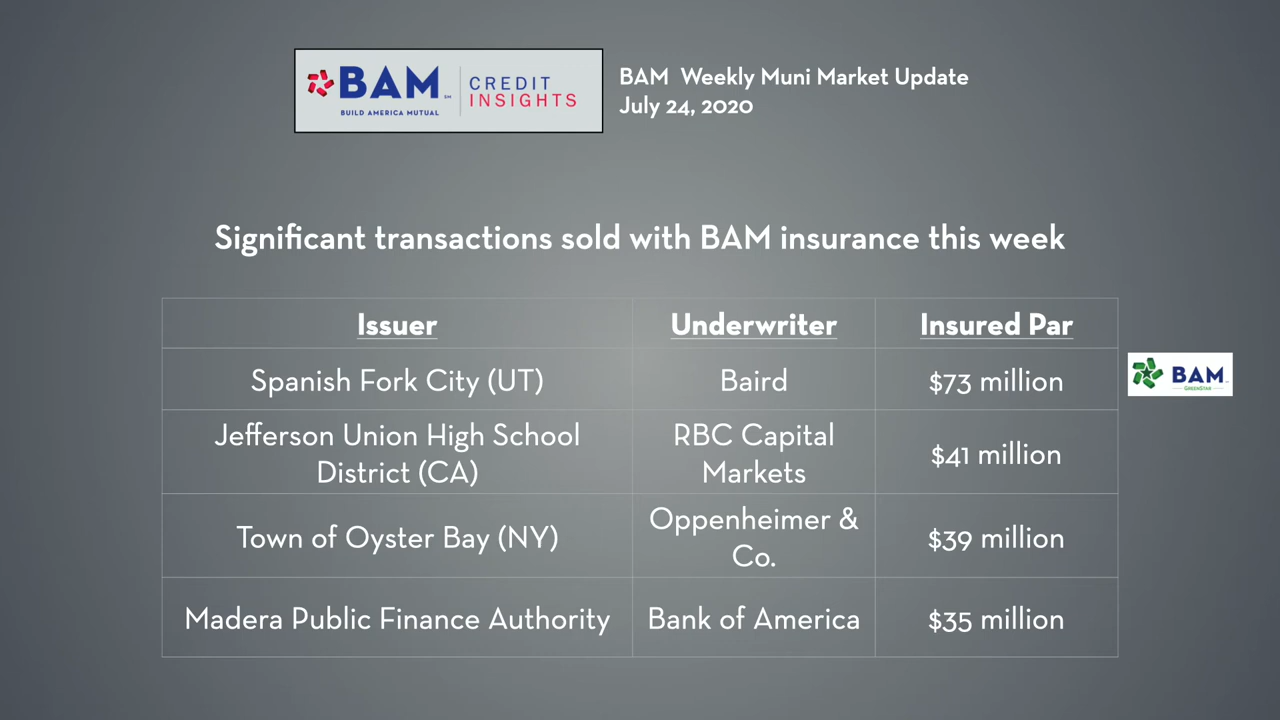 BAM
BUILD AMERICA MUTUAL
CREDIT
INSIGHTS
BAM Weekly Muni Market Update
July 24, 2020
Significant transactions sold with BAM insurance this week
Issuer
Underwriter
Insured Par
Spanish Fork City (UT)
Baird
$73 million
BAM
GREENSTAR
Jefferson Union High School
District (CA)
RBC Capital
Markets
$41 million
Town of Oyster Bay (NY)
Oppenheimer &
Co.
$39 million
Madera Public Finance Authority
Bank of America
$35 million